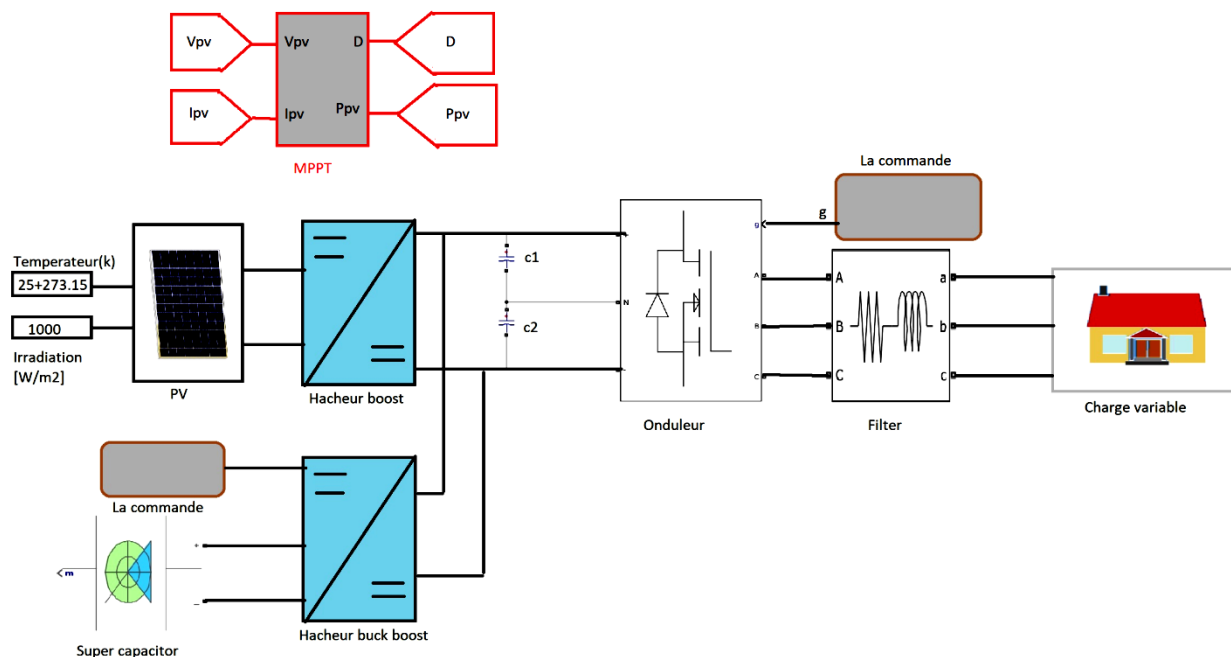 Vpv
Vpv
D
D
Ipv
Ipv
Ppv
Ppv
MPPT
La commande
g
g
Temperateur(k)
25+273.15
1000
Irradiation
[W/m2]
PV
Hacheur boost
c1
c2
+
N
-
A
B
C
Onduleur
A
B
C
a
b
c
Filter
Charge variable
La commande
m
+
−
Super capacitor
Hacheur buck boost